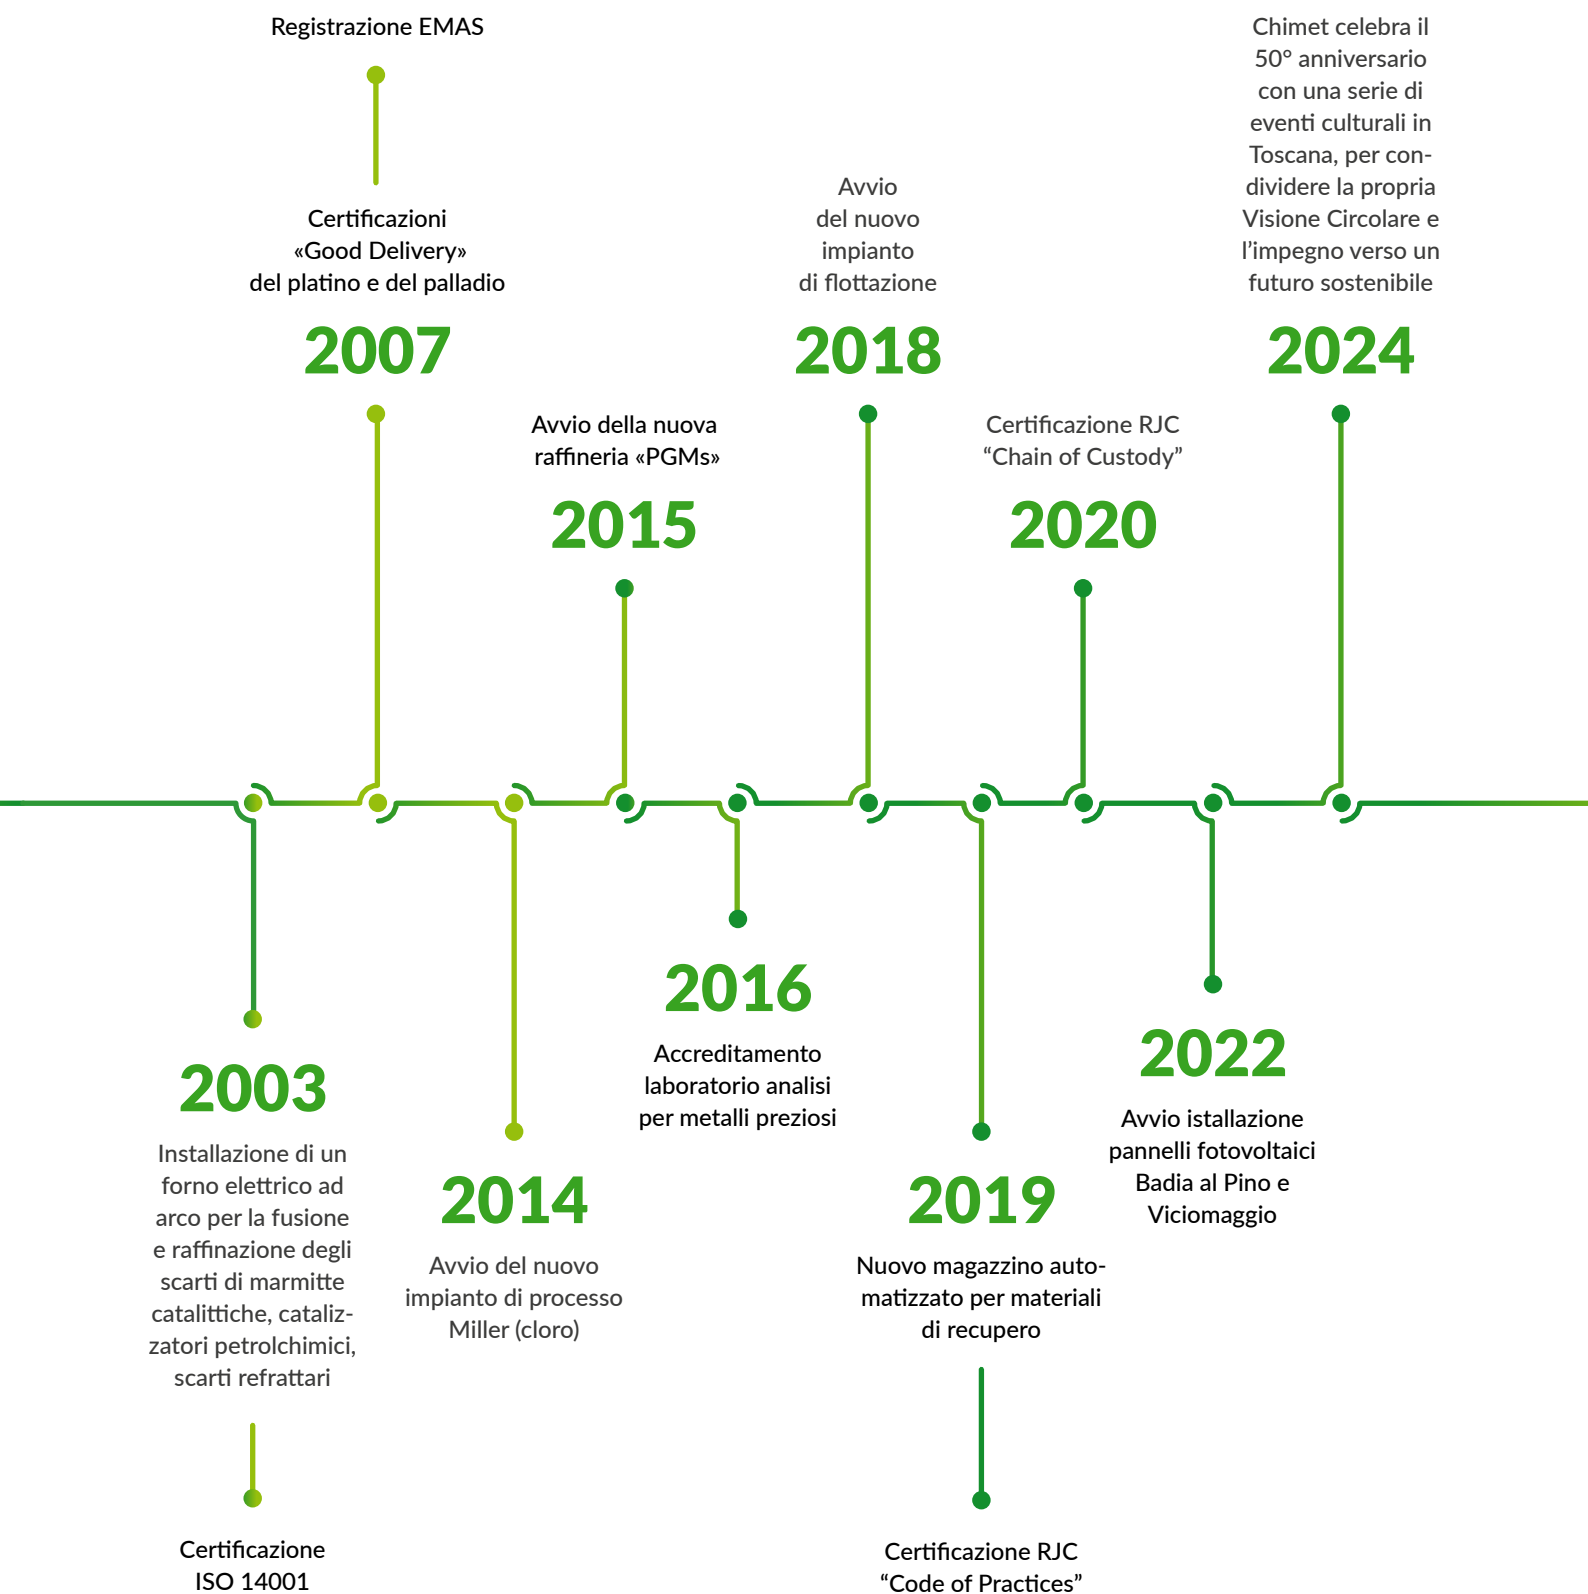 Registrazione EMAS
Certificazioni
«Good Delivery»
del platino e del palladio
2007
Avvio della nuova
raffineria «PGMs»
2015
Avvio
del nuovo
impianto
di flottazione
2018
Certificazione RJC
“Chain of Custody”
2020
Chimet celebra il
50° anniversario
con una serie di
eventi culturali in
Toscana, per con-
dividere la propria
Visione Circolare e
l’impegno verso un
futuro sostenibile
2024
2003
Installazione di un
forno elettrico ad
arco per la fusione
e raffinazione degli
scarti di marmitte
catalittiche, cataliz-
zatori petrolchimici,
scarti refrattari
Certificazione
ISO 14001
2014
Avvio del nuovo
impianto di processo
Miller (cloro)
2016
Accreditamento
laboratorio analisi
per metalli preziosi
2019
Nuovo magazzino auto-
matizzato per materiali
di recupero
Certificazione RJC
“Code of Practices”
2022
Avvio istallazione
pannelli fotovoltaici
Badia al Pino e
Viciomaggio